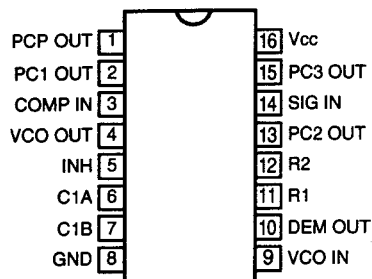 PCP OUT 1
PC1 OUT 2
COMP IN 3
VCO OUT 4
INH 5
C1A 6
C1B 7
GND 8
16 Vcc
15 PC3 OUT
14 SIG IN
13 PC2 OUT
12 R2
11 R1
10 DEM OUT
9 VCO IN